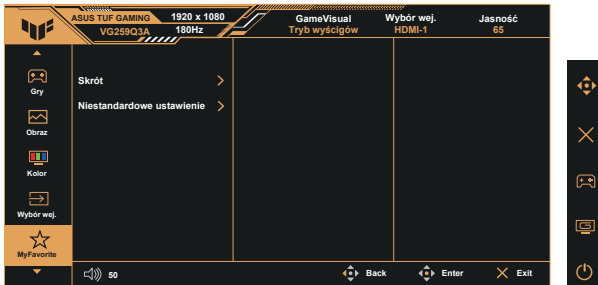 ASUS TUF GAMING 1920 x 1080
VG259Q3A 180Hz
GameVisual
Tryb wyścigów
Wybór wej.
HDMI-1
Jasność
65
Gry
Obraz
Kolor
Wybór wej.
MyFavorite
Skrót
Niestandardowe ustawienie
50
Back
Enter
Exit